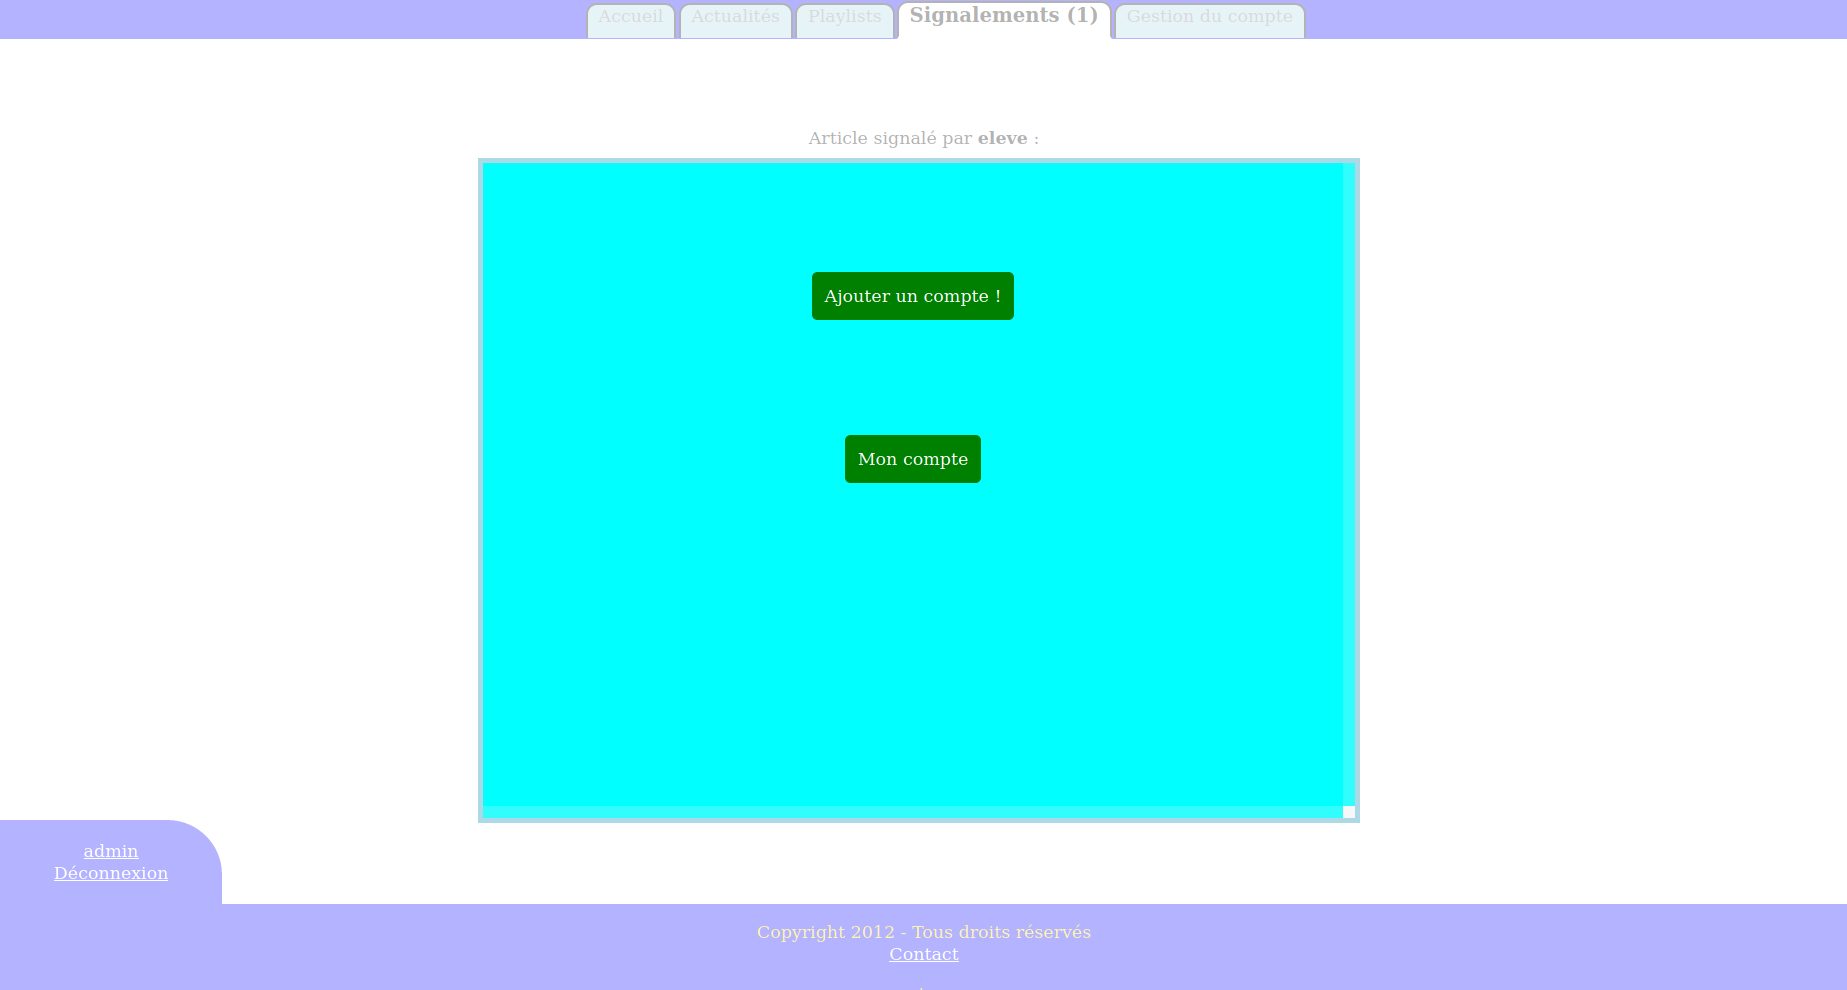 Accueil Actualités Playlists Signalements (1) Gestion du compte
Article signalé par eleve :
Ajouter un compte !
Mon compte
admin
Déconnexion
Copyright 2012 - Tous droits réservés
Contact